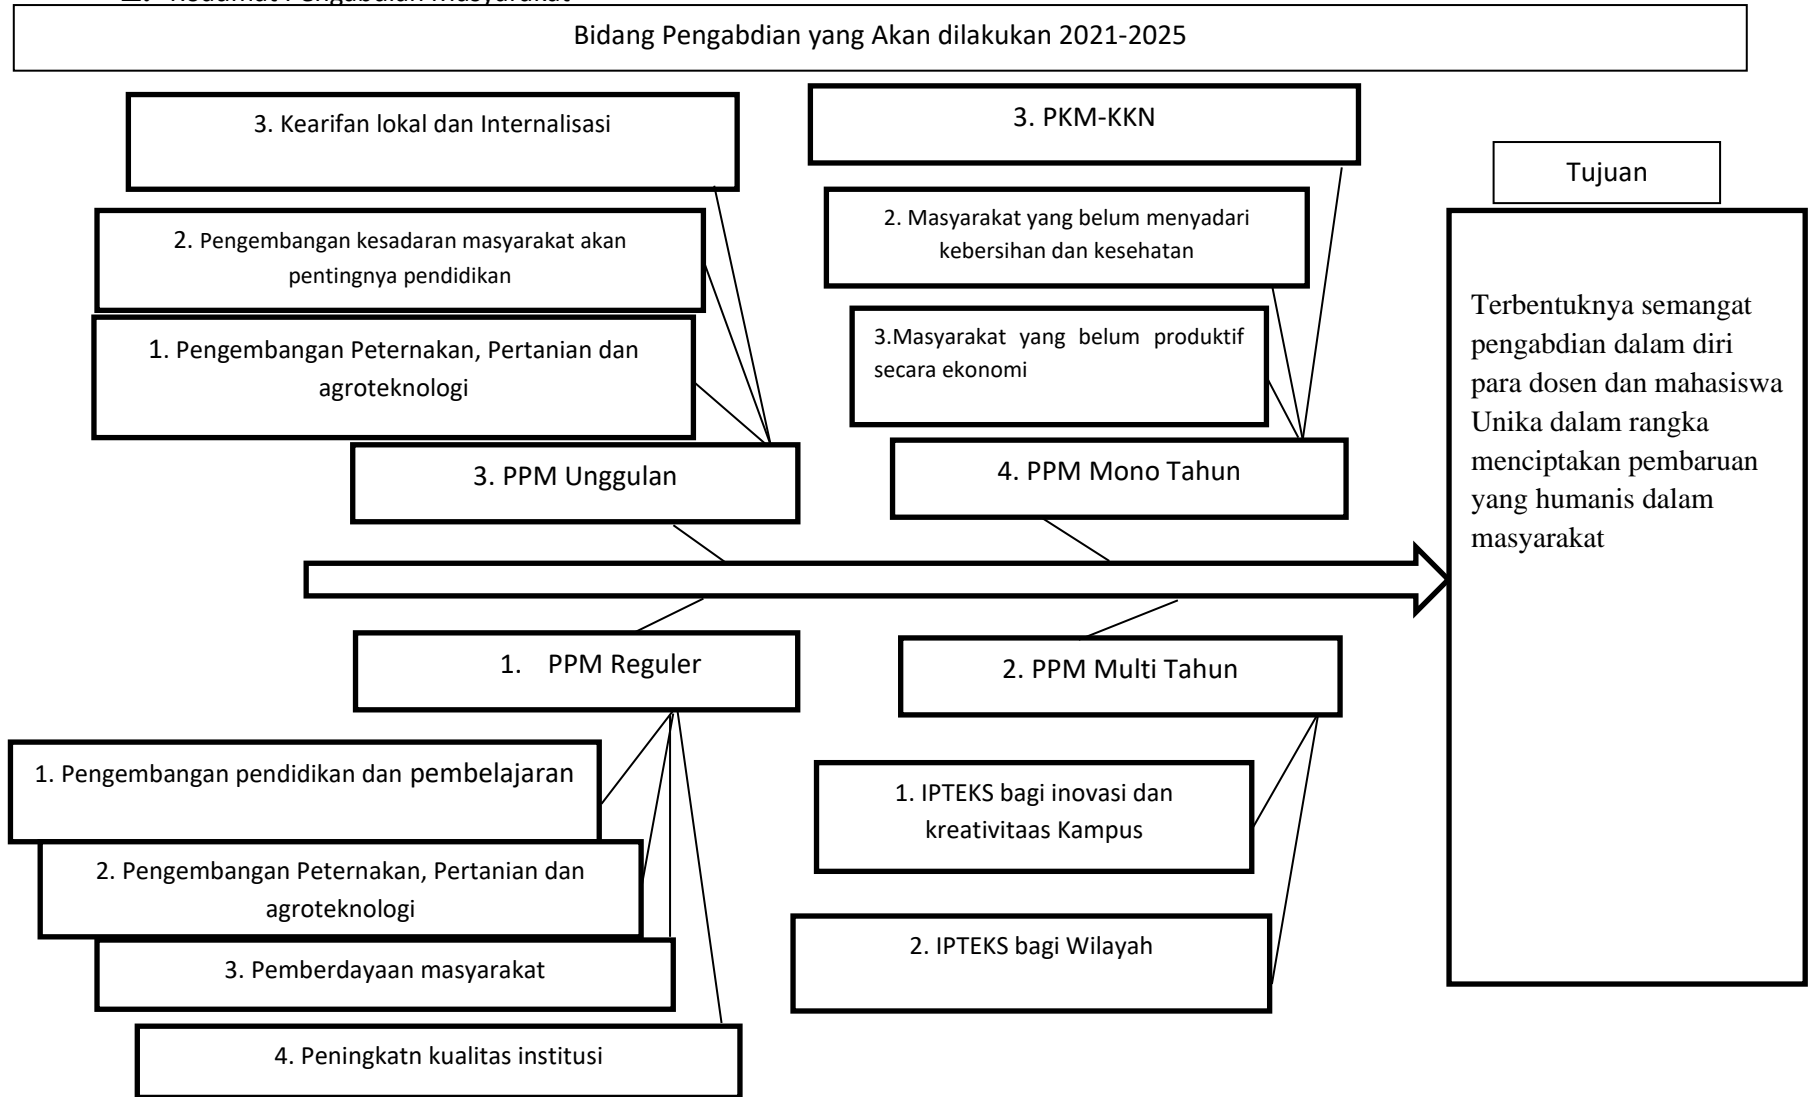 Bidang Pengabdian yang Akan dilakukan 2021-2025
3. Kearifan lokal dan Internalisasi
2. Pengembangan kesadaran masyarakat akan
pentingnya pendidikan
1. Pengembangan Peternakan, Pertanian dan
agroteknologi
3. PPM Unggulan
3. PKM-KKN
2. Masyarakat yang belum menyadari
kebersihan dan kesehatan
3.Masyarakat yang belum produktif
secara ekonomi
4. PPM Mono Tahun
1. PPM Reguler
1. Pengembangan pendidikan dan pembelajaran
2. Pengembangan Peternakan, Pertanian dan
agroteknologi
3. Pemberdayaan masyarakat
4. Peningkatn kualitas institusi
2. PPM Multi Tahun
1. IPTEKS bagi inovasi dan
kreativitaas Kampus
2. IPTEKS bagi Wilayah
Tujuan
Terbentuknya semangat
pengabdian dalam diri
para dosen dan mahasiswa
Unika dalam rangka
menciptakan pembaruan
yang humanis dalam
masyarakat